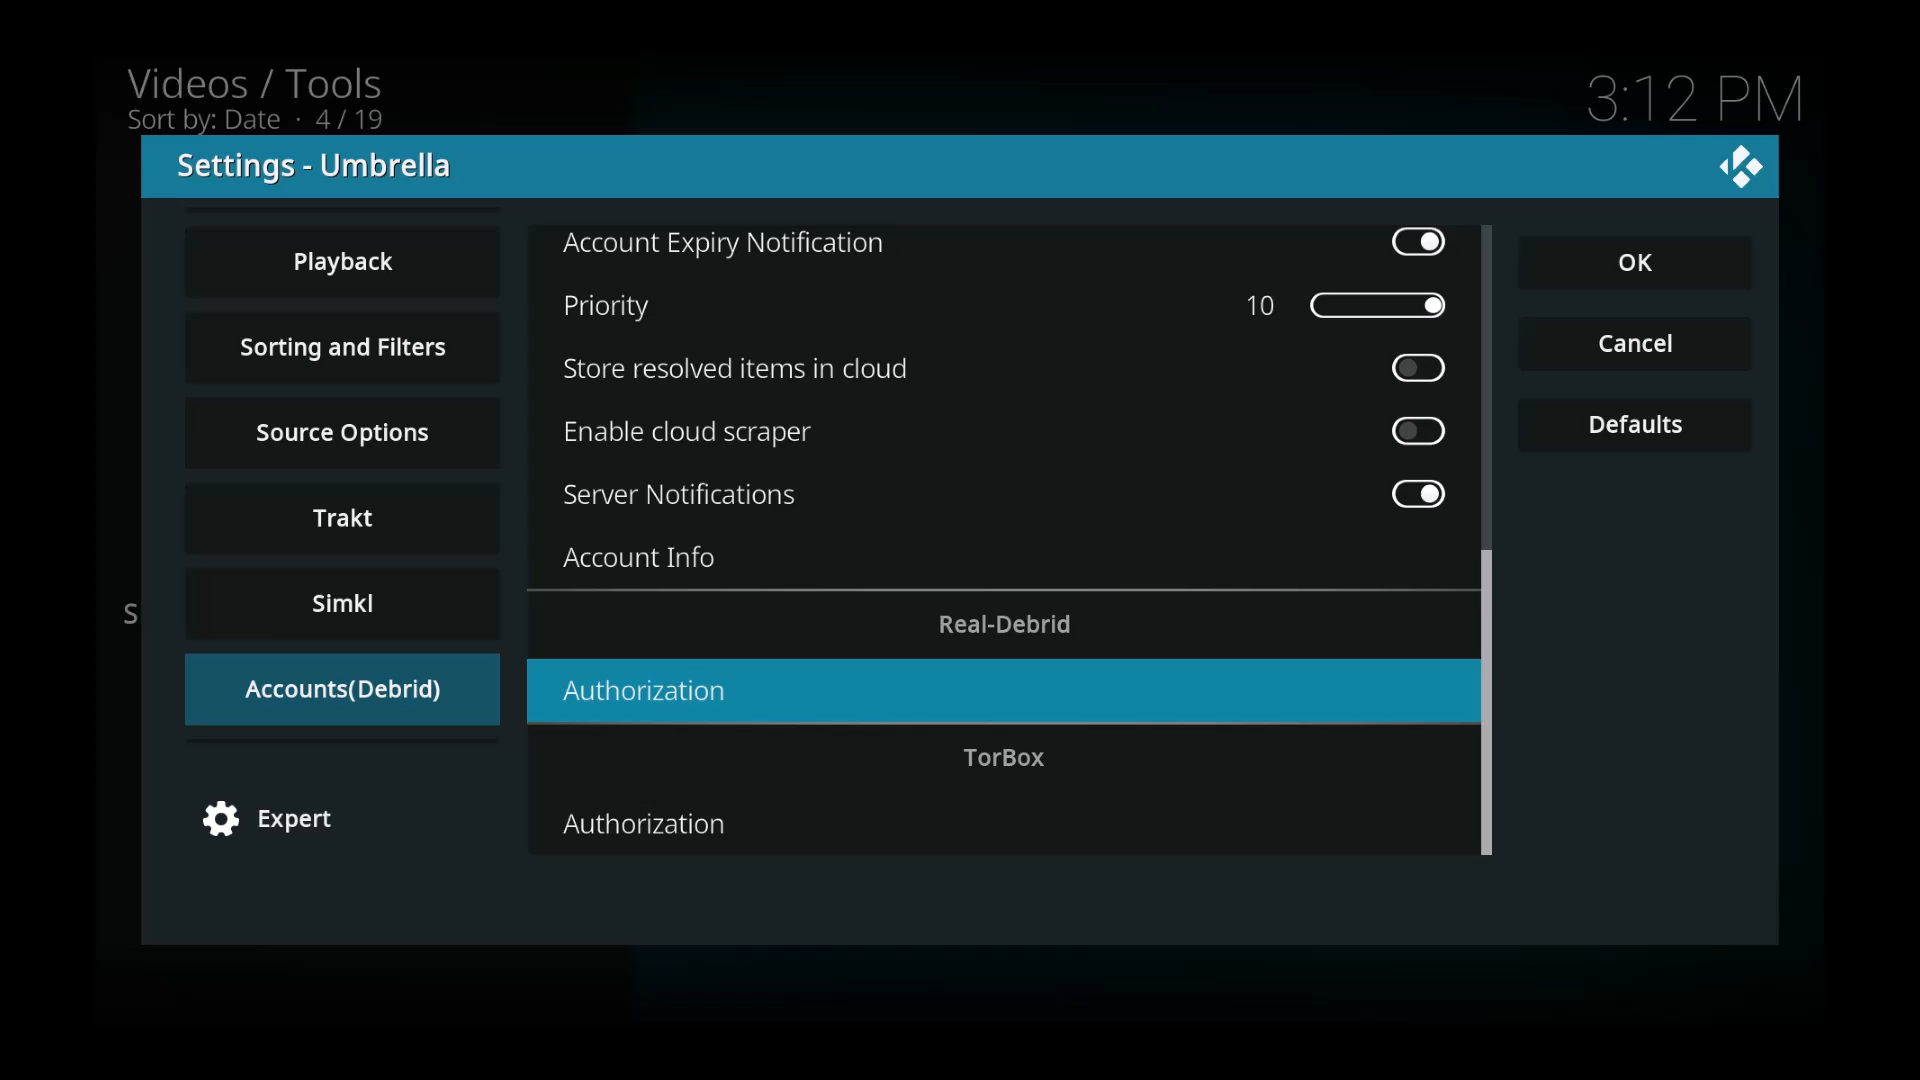 Videos / Tools
Sort by: Date · 4 / 19
3:12 PM
Settings - Umbrella
Playback
Sorting and Filters
Source Options
Trakt
Simkl
Accounts(Debrid)
Expert
Account Expiry Notification
Priority 10
Store resolved items in cloud
Enable cloud scraper
Server Notifications
Account Info
Real-Debrid
Authorization
TorBox
Authorization
OK
Cancel
Defaults
S